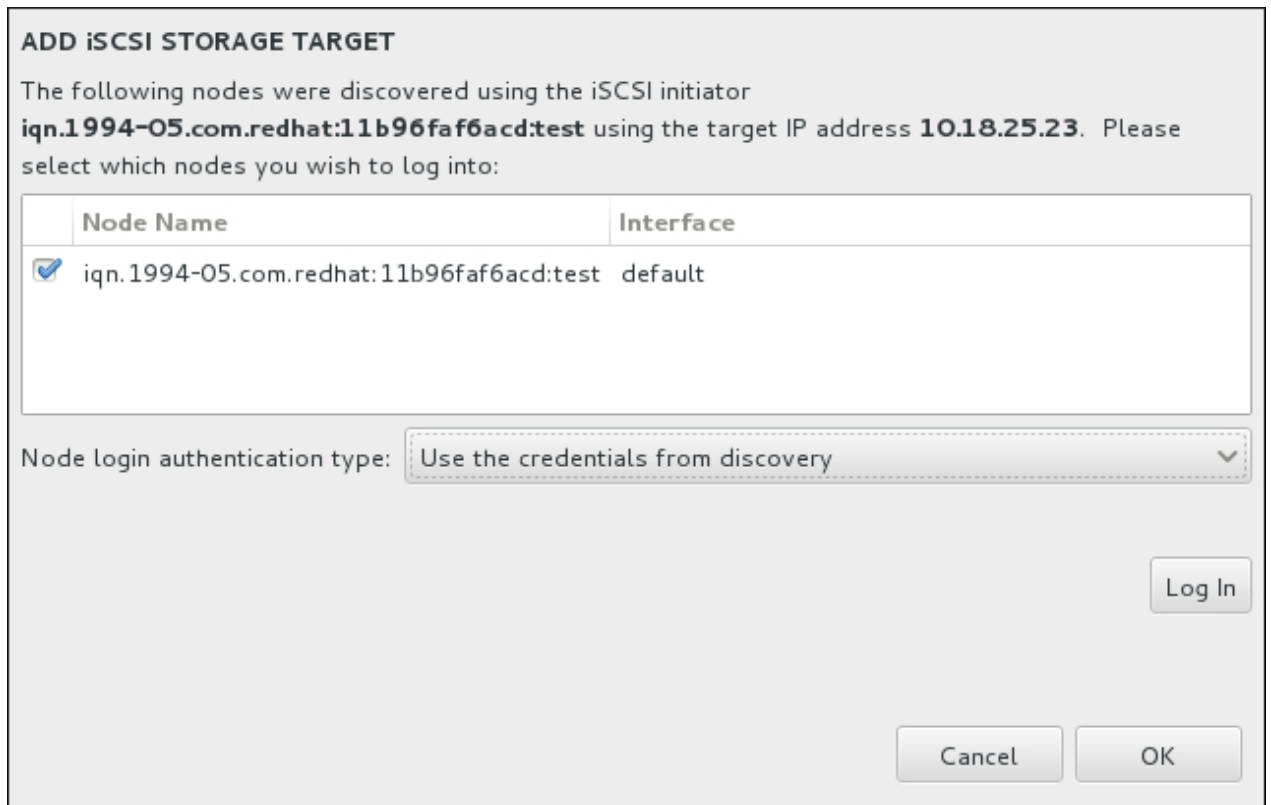 ADD iSCSI STORAGE TARGET
The following nodes were discovered using the iSCSI initiator
iqn.1994-05.com.redhat:11b96faf6acd:test using the target IP address 10.18.25.23.  Please
select which nodes you wish to log into:
Node Name Interface
iqn.1994-05.com.redhat:11b96faf6acd:test default
Node login authentication type: Use the credentials from discovery
Log In
Cancel OK